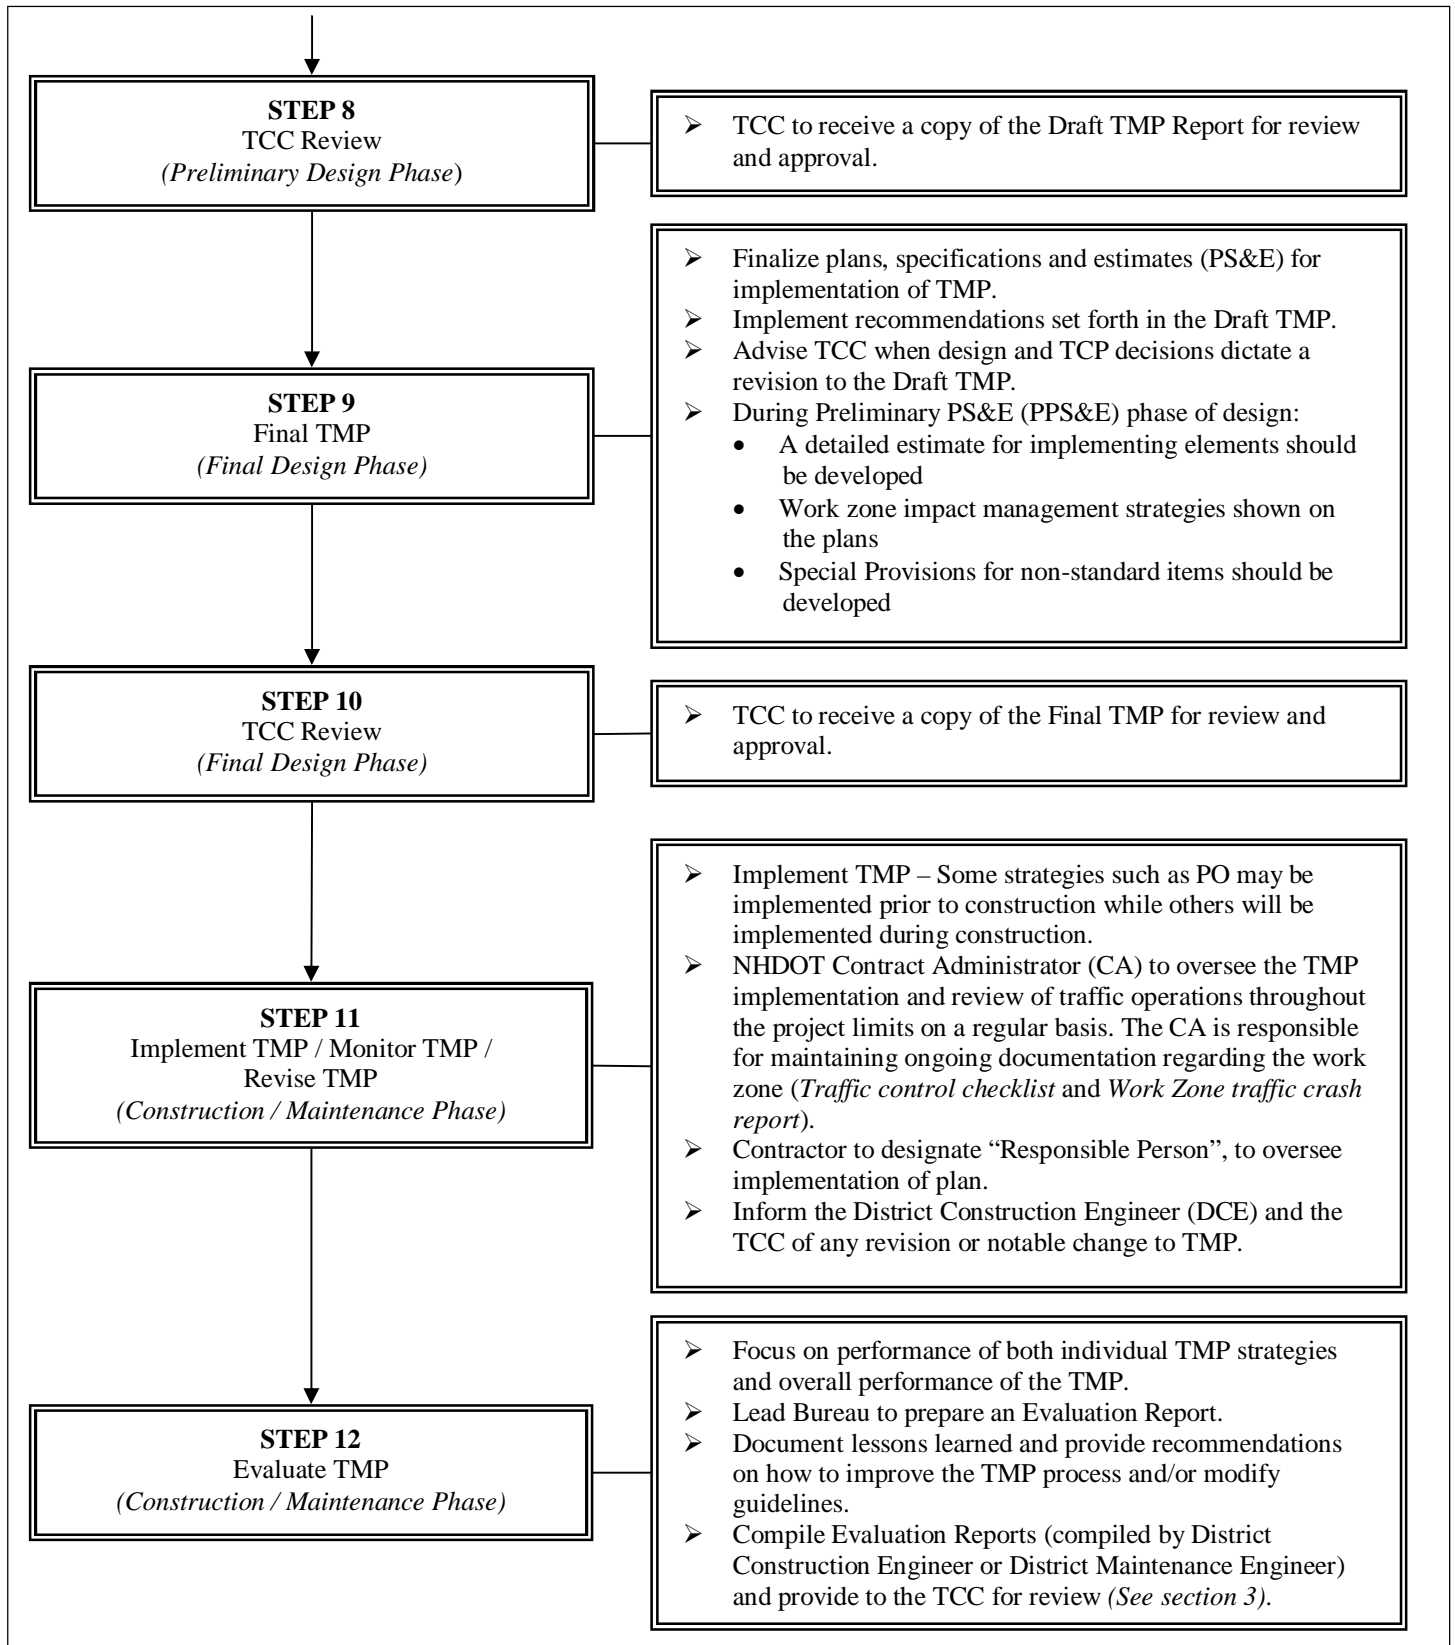 STEP 8
TCC Review
(Preliminary Design Phase)
➢ TCC to receive a copy of the Draft TMP Report for review
and approval.
➢ Finalize plans, specifications and estimates (PS&E) for
implementation of TMP.
➢ Implement recommendations set forth in the Draft TMP.
➢ Advise TCC when design and TCP decisions dictate a
revision to the Draft TMP.
➢ During Preliminary PS&E (PPS&E) phase of design:
• A detailed estimate for implementing elements should
be developed
• Work zone impact management strategies shown on
the plans
• Special Provisions for non-standard items should be
developed
STEP 9
Final TMP
(Final Design Phase)
STEP 10
TCC Review
(Final Design Phase)
➢ TCC to receive a copy of the Final TMP for review and
approval.
➢ Implement TMP – Some strategies such as PO may be
implemented prior to construction while others will be
implemented during construction.
➢ NHDOT Contract Administrator (CA) to oversee the TMP
implementation and review of traffic operations throughout
the project limits on a regular basis. The CA is responsible
for maintaining ongoing documentation regarding the work
zone (Traffic control checklist and Work Zone traffic crash
report).
➢ Contractor to designate “Responsible Person”, to oversee
implementation of plan.
➢ Inform the District Construction Engineer (DCE) and the
TCC of any revision or notable change to TMP.
STEP 11
Implement TMP / Monitor TMP /
Revise TMP
(Construction / Maintenance Phase)
➢ Focus on performance of both individual TMP strategies
and overall performance of the TMP.
➢ Lead Bureau to prepare an Evaluation Report.
➢ Document lessons learned and provide recommendations
on how to improve the TMP process and/or modify
guidelines.
➢ Compile Evaluation Reports (compiled by District
Construction Engineer or District Maintenance Engineer)
and provide to the TCC for review (See section 3).
STEP 12
Evaluate TMP
(Construction / Maintenance Phase)